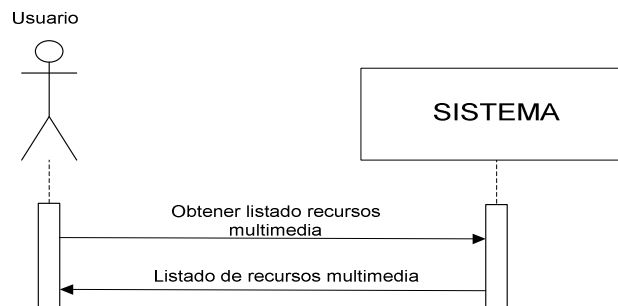 Usuario
SISTEMA
Obtener listado recursos
multimedia
Listado de recursos multimedia